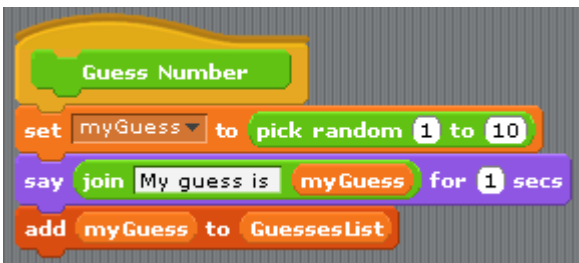 Guess Number
set myGuess to pick random 1 to 10
say join My guess is myGuess for 1 secs
add myGuess to GuessesList